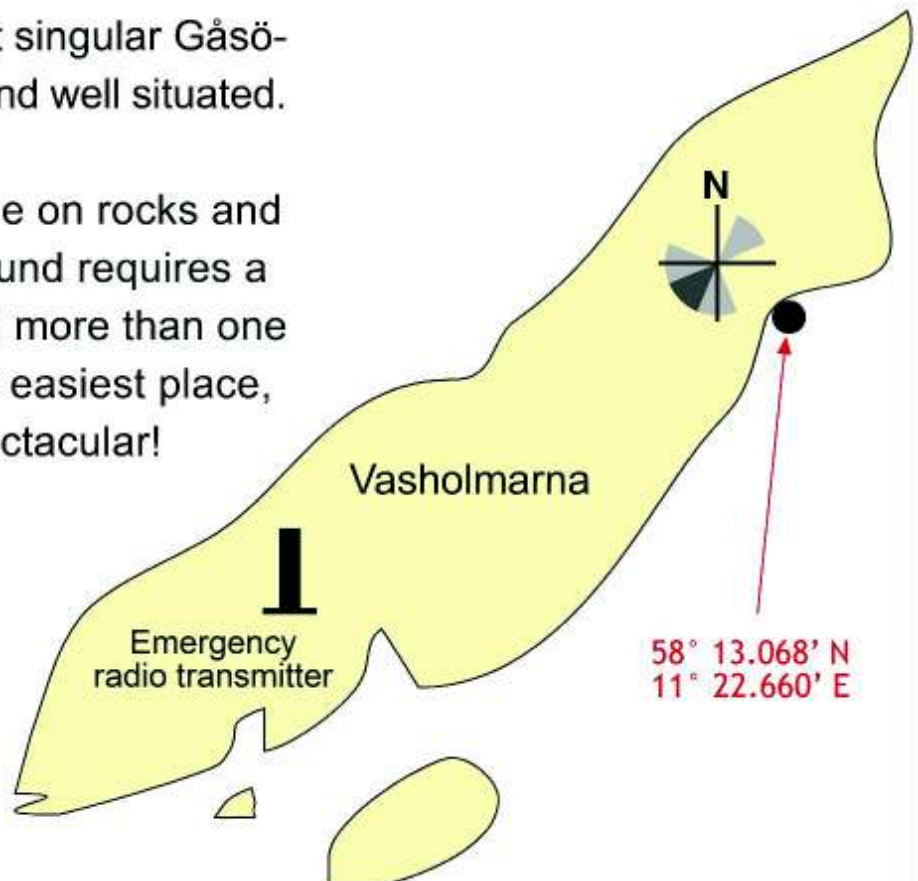 singular Gåsö-
nd well situated.
e on rocks and
und requires a
more than one
easiest place,
ctacular!
N
Vasholmarna
Emergency
radio transmitter
58° 13.068’ N
11° 22.660’ E